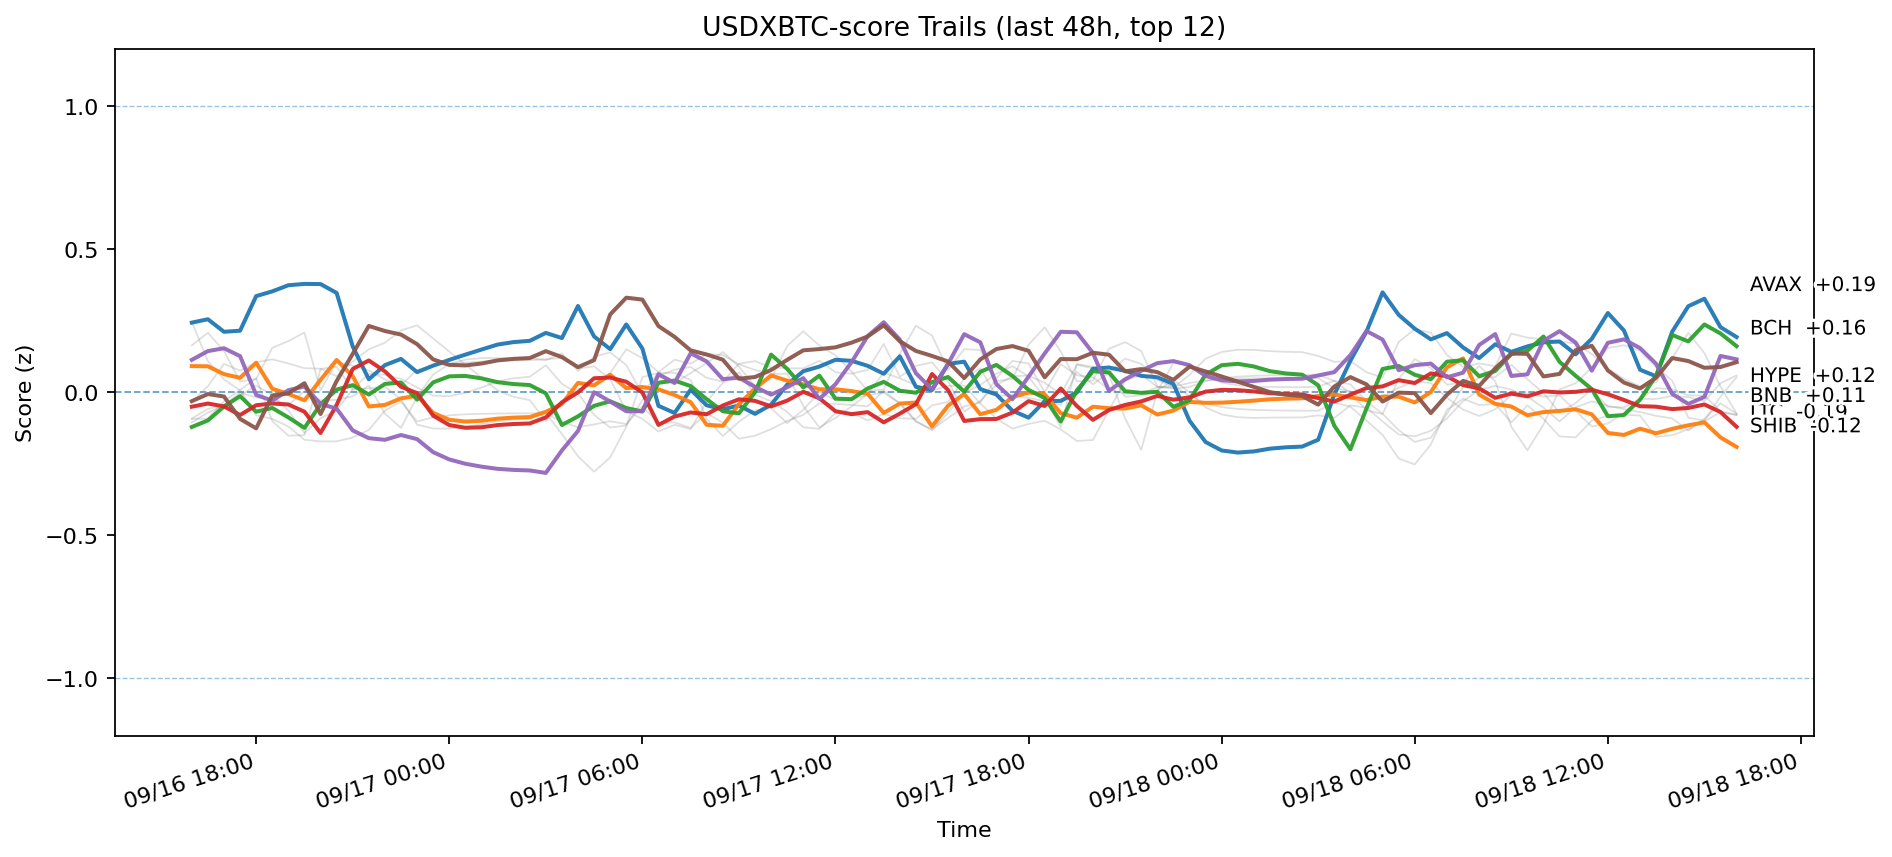 USDXBTC-score Trails (last 48h, top 12)
Score (z)
1.0
0.5
0.0
−0.5
−1.0
AVAX +0.19
BCH +0.16
HYPE +0.12
BNB +0.11
-0.19
SHIB -0.12
09/16 18:00
09/17 00:00
09/17 06:00
09/17 12:00
09/17 18:00
09/18 00:00
09/18 06:00
09/18 12:00
09/18 18:00
Time